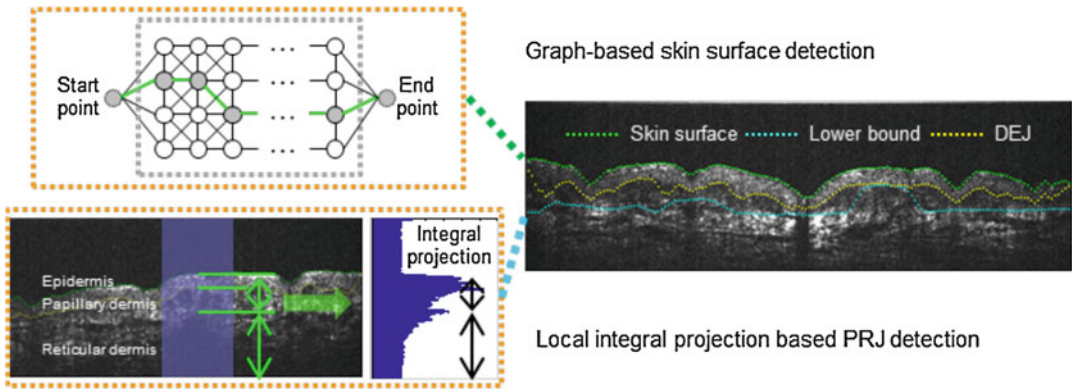 Start
point
...
...
...
...
End
point
Graph-based skin surface detection
Skin surface
Lower bound
DEJ
Epidermis
Papillary dermis
Reticular dermis
Integral
projection
Local integral projection based PRJ detection